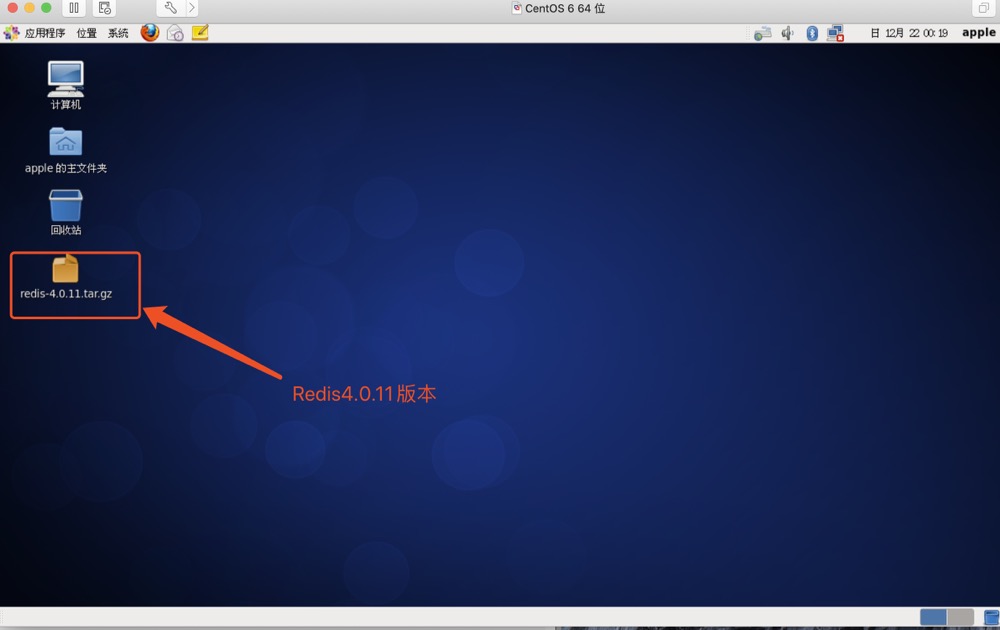 CentOS 6 64 位
应用程序 位置 系统 日 12月 22 00:19 apple
计算机
apple 的主文件夹
回收站
redis-4.0.11.tar.gz
Redis4.0.11版本